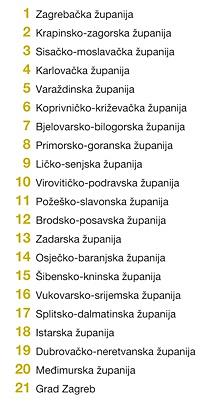 1 Zagrebačka županija
2 Krapinsko-zagorska županija
3 Sisačko-moslavačka županija
4 Karlovačka županija
5 Varaždinska županija
6 Koprivničko-križevačka županija
7 Bjelovarsko-bilogorska županija
8 Primorsko-goranska županija
9 Ličko-senjska županija
10 Virovitičko-podravska županija
11 Požeško-slavonska županija
12 Brodsko-posavska županija
13 Zadarska županija
14 Osječko-baranjska županija
15 Šibensko-kninska županija
16 Vukovarsko-srijemska županija
17 Splitsko-dalmatinska županija
18 Istarska županija
19 Dubrovačko-neretvanska županija
20 Međimurska županija
21 Grad Zagreb